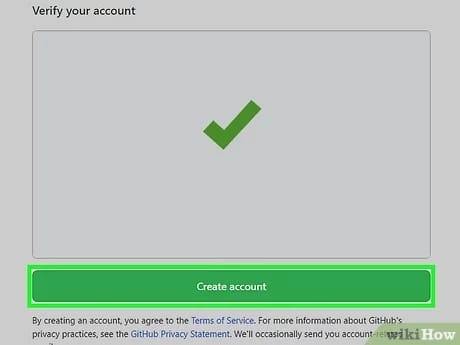 Verify your account
Create account
By creating an account, you agree to the Terms of Service. For more information about GitHub's
privacy practices, see the GitHub Privacy Statement. We'll occasionally send you account-
wikiHow